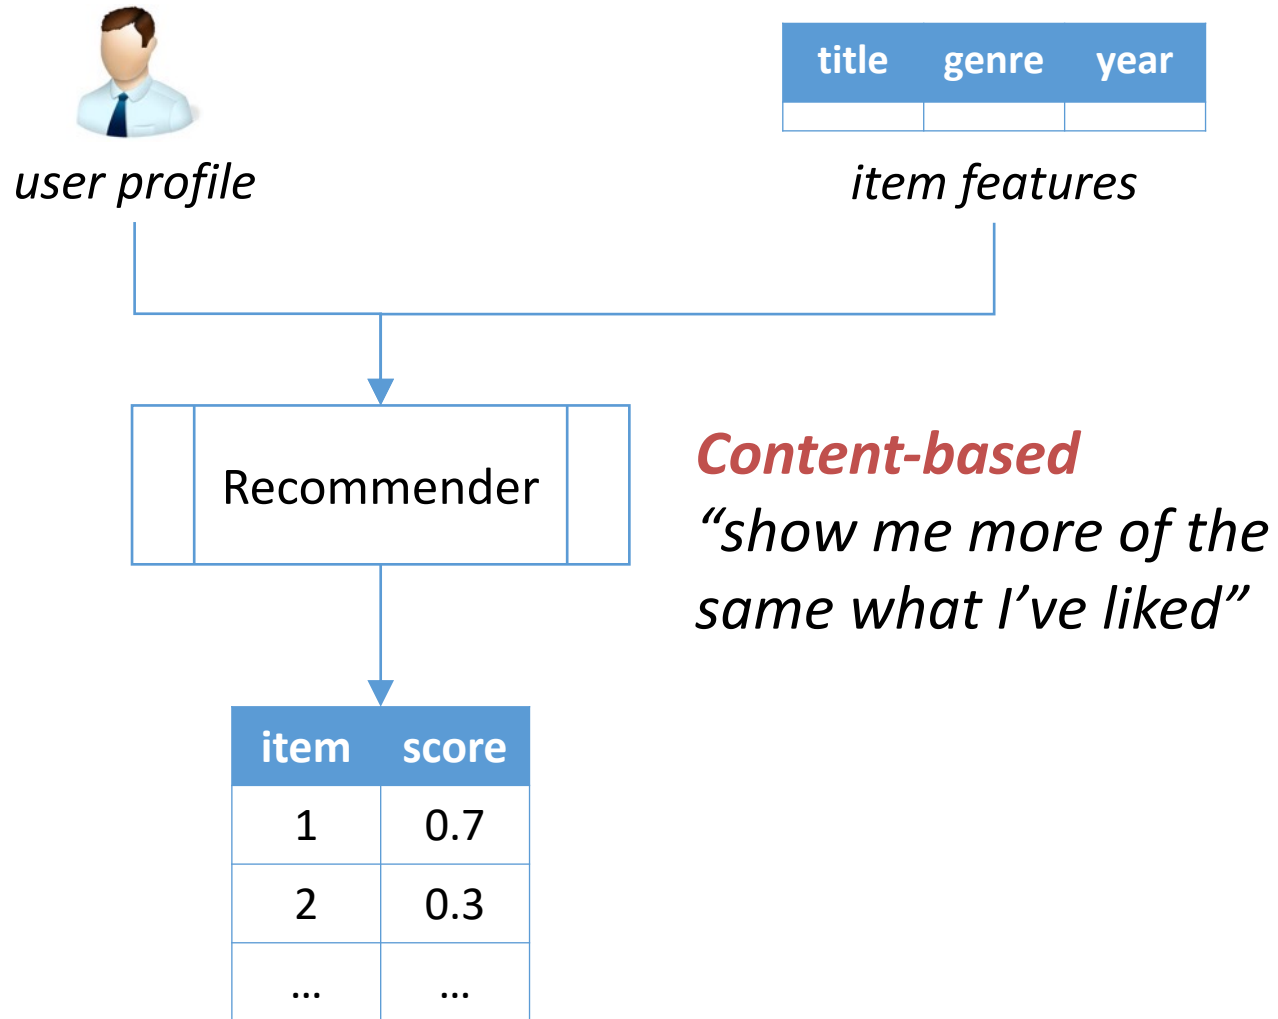 title genre year
user profile
item features
Recommender
Content-based
“show me more of the
same what I’ve liked”
item score
1 0.7
2 0.3
... ...